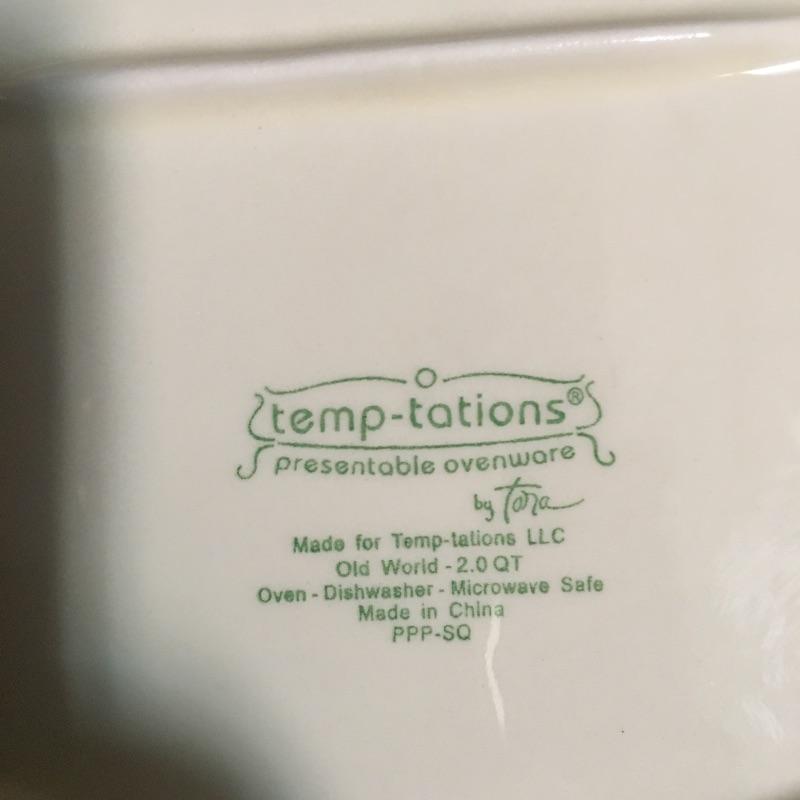 temp-tations®
presentable ovenware
by Tara
Made for Temp-tations LLC
Old World - 2.0 QT
Oven - Dishwasher - Microwave Safe
Made in China
PPP-SQ